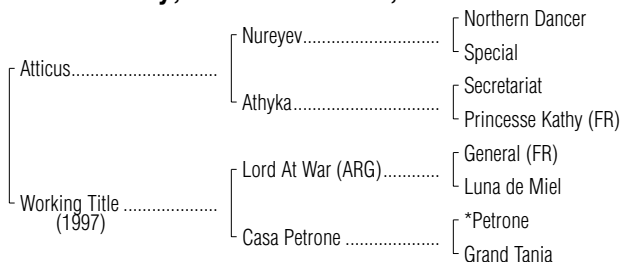 Northern Dancer
Nureyev
Special
Atticus
Secretariat
Athyka
Princesse Kathy (FR)
General (FR)
Lord At War (ARG)
Luna de Miel
Working Title
(1997)
*Petrone
Casa Petrone
Grand Tania